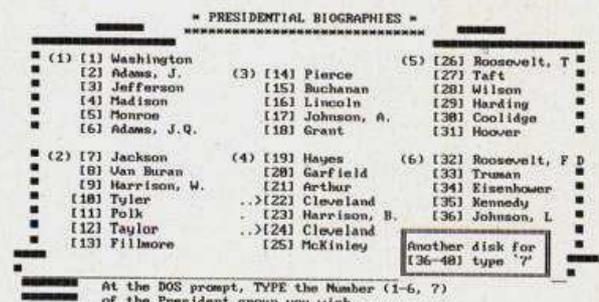 * PRESIDENTIAL BIOGRAPHIES *
(1) [1] Washington
[2] Adams, J.
[3] Jefferson
[4] Madison
[5] Monroe
[6] Adams, J.Q.
(2) [7] Jackson
[8] Van Buran
[9] Harrison, W.
[10] Tyler
[11] Polk
[12] Taylor
[13] Fillmore
(3) [14] Pierce
[15] Buchanan
[16] Lincoln
[17] Johnson, A.
[18] Grant
(4) [19] Hayes
[20] Garfield
[21] Arthur
..>[22] Cleveland
. [23] Harrison, B.
..>[24] Cleveland
[25] McKinley
(5) [26] Roosevelt, T
[27] Taft
[28] Wilson
[29] Harding
[30] Coolidge
[31] Hoover
(6) [32] Roosevelt, F D
[33] Truman
[34] Eisenhower
[35] Kennedy
[36] Johnson, L
Another disk for
[36-40] type '7'
At the DOS prompt, TYPE the Number (1-6, 7)
of the President group you wish